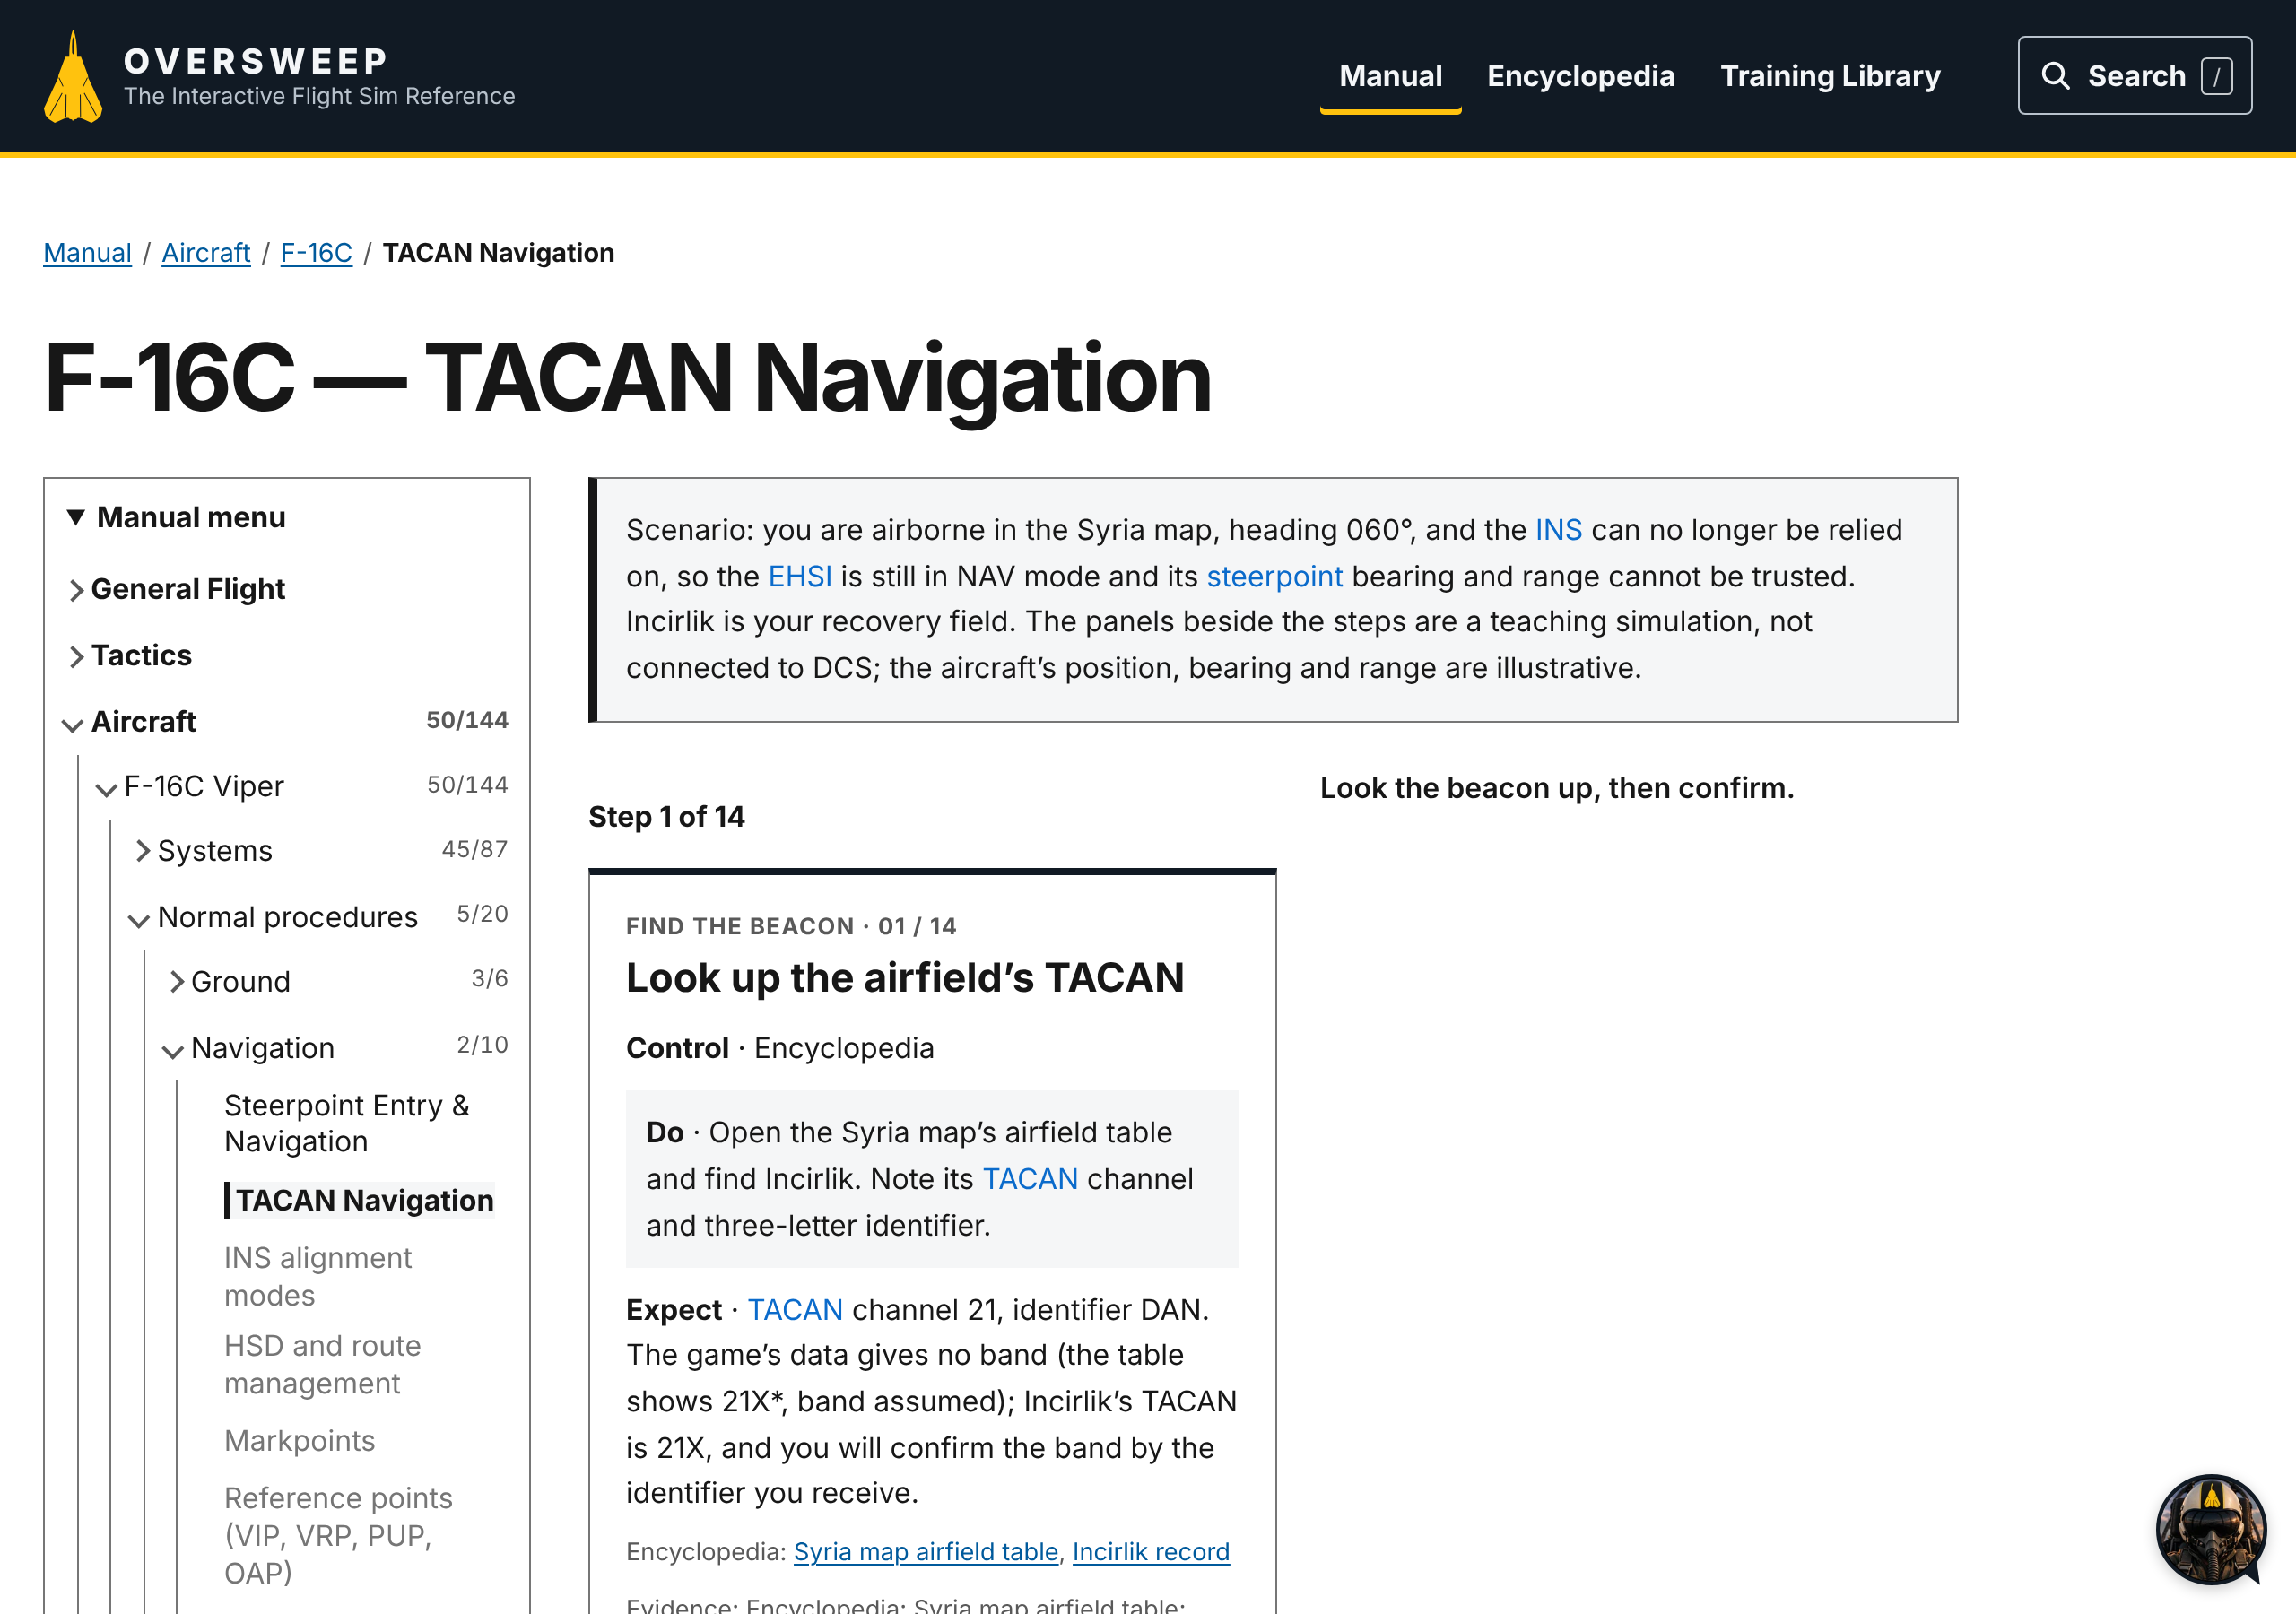 OVERSWEEP
The Interactive Flight Sim Reference
Manual
Encyclopedia
Training Library
Search /
Manual / Aircraft / F-16C / TACAN Navigation
F-16C — TACAN Navigation
Manual menu
General Flight
Tactics
Aircraft 50/144
F-16C Viper 50/144
Systems 45/87
Normal procedures 5/20
Ground 3/6
Navigation 2/10
Steerpoint Entry &
Navigation
TACAN Navigation
INS alignment
modes
HSD and route
management
Markpoints
Reference points
(VIP, VRP, PUP,
OAP)
Scenario: you are airborne in the Syria map, heading 060°, and the INS can no longer be relied
on, so the EHSI is still in NAV mode and its steerpoint bearing and range cannot be trusted.
Incirlik is your recovery field. The panels beside the steps are a teaching simulation, not
connected to DCS; the aircraft’s position, bearing and range are illustrative.
Step 1 of 14
FIND THE BEACON · 01 / 14
Look up the airfield’s TACAN
Control · Encyclopedia
Do · Open the Syria map’s airfield table
and find Incirlik. Note its TACAN channel
and three-letter identifier.
Expect · TACAN channel 21, identifier DAN.
The game’s data gives no band (the table
shows 21X*, band assumed); Incirlik’s TACAN
is 21X, and you will confirm the band by the
identifier you receive.
Encyclopedia: Syria map airfield table, Incirlik record
Evidence: Encyclopedia: Syria map airfield table;
Look the beacon up, then confirm.